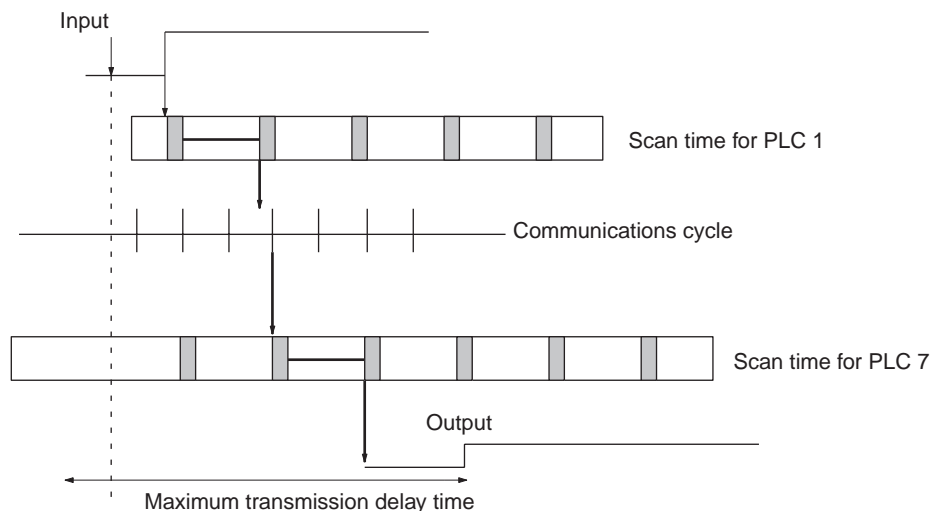 Input
Scan time for PLC 1
Communications cycle
Scan time for PLC 7
Output
Maximum transmission delay time